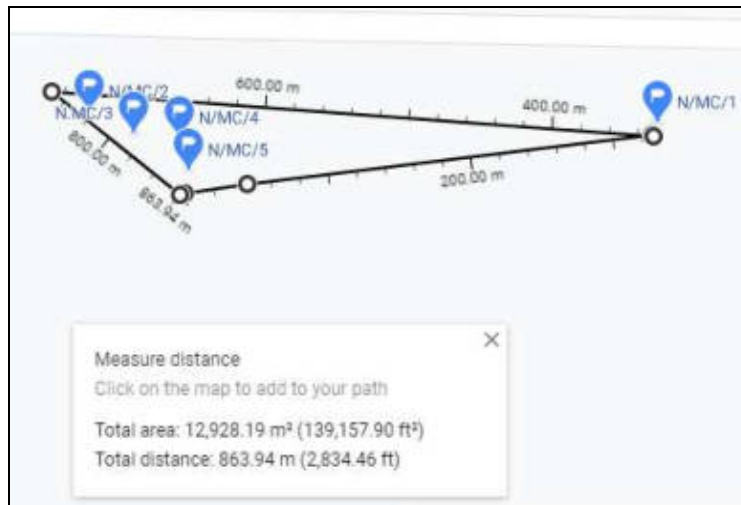 600.00 m
N/MC/2
N.MC/3
N/MC/4
400.00 m
N/MC/1
800.00 m
N/MC/5
200.00 m
863.94 m
Measure distance
Click on the map to add to your path
Total area: 12,928.19 m² (139,157.90 ft²)
Total distance: 863.94 m (2,834.46 ft)